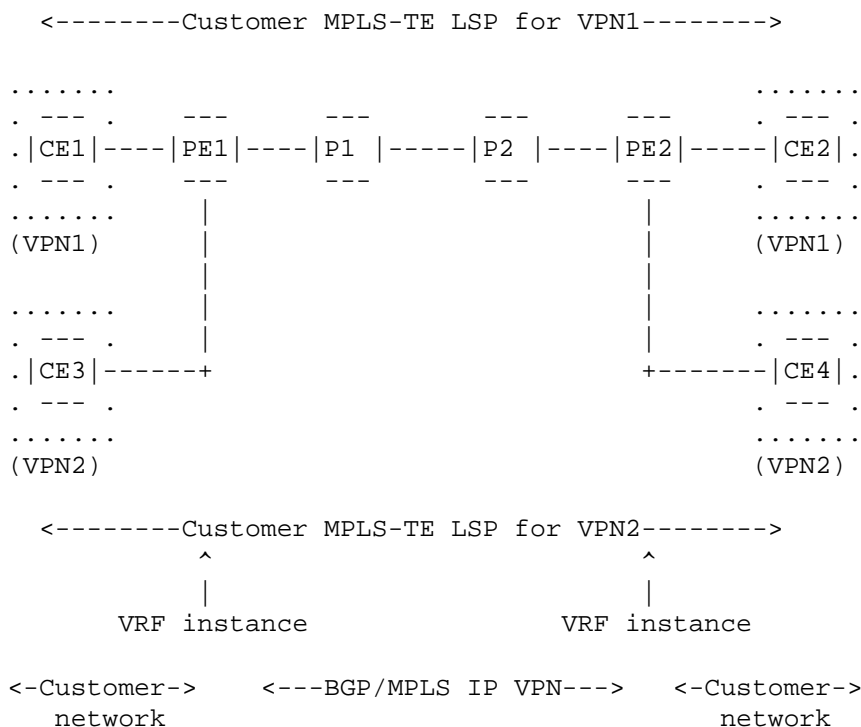 <--------Customer MPLS-TE LSP for VPN1-------->
.......                                    .......
. --- .    ---      ---       ---      --- . --- .
.|CE1|----|PE1|----|P1 |-----|P2 |----|PE2|-----|CE2|.
. --- .    ---      ---       ---      --- . --- .
.......     |                           |  .......
(VPN1)      |                           |  (VPN1)
            |                           |
.......     |                           |  .......
. --- .     |                           |  . --- .
.|CE3|------+                           +-------|CE4|.
. --- .                                    . --- .
.......                                    .......
(VPN2)                                     (VPN2)
<--------Customer MPLS-TE LSP for VPN2-------->
^                           ^
|                           |
VRF instance                VRF instance
<-Customer->    <---BGP/MPLS IP VPN--->   <-Customer->
network                                   network